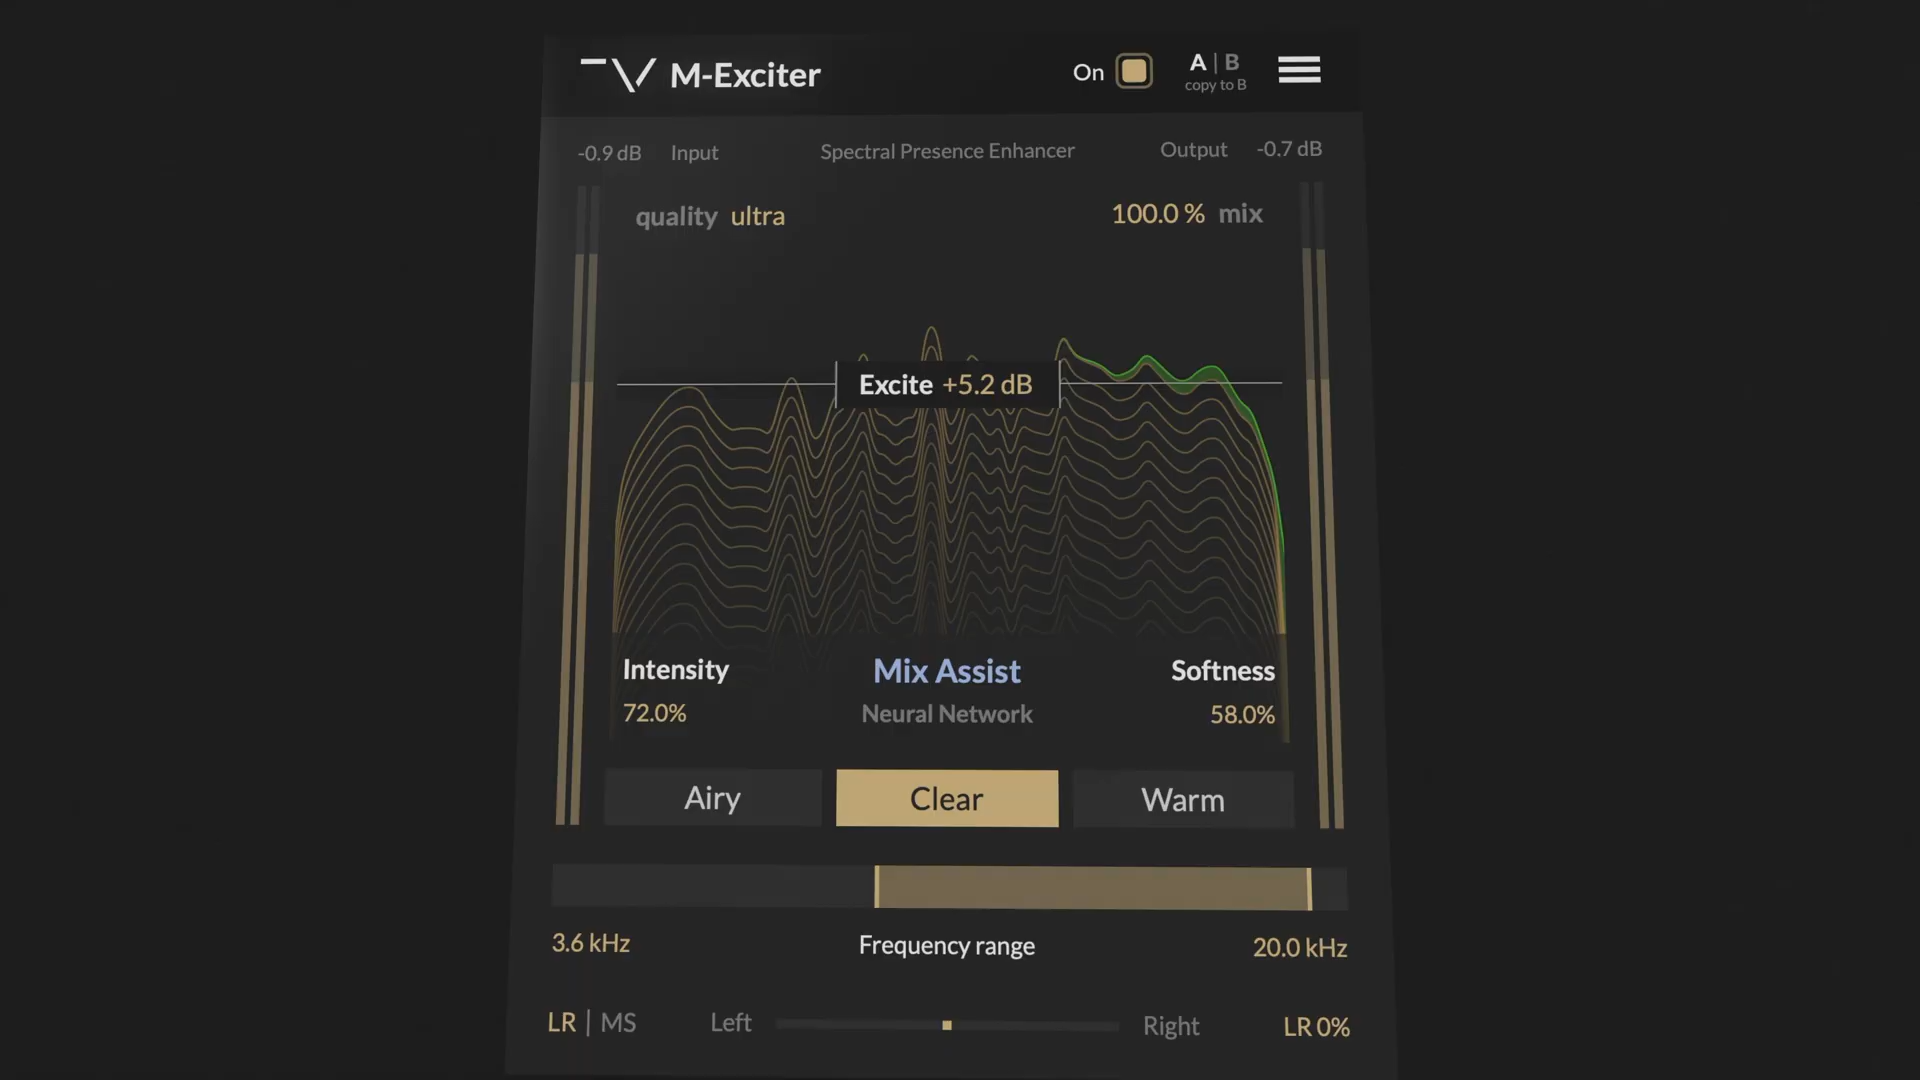 M-Exciter
On
A | B
copy to B
-0.9 dB Input Spectral Presence Enhancer Output -0.7 dB
quality ultra 100.0 % mix
Excite +5.2 dB
Intensity Mix Assist Softness
72.0% Neural Network 58.0%
Airy Clear Warm
3.6 kHz Frequency range 20.0 kHz
LR | MS Left Right LR 0%